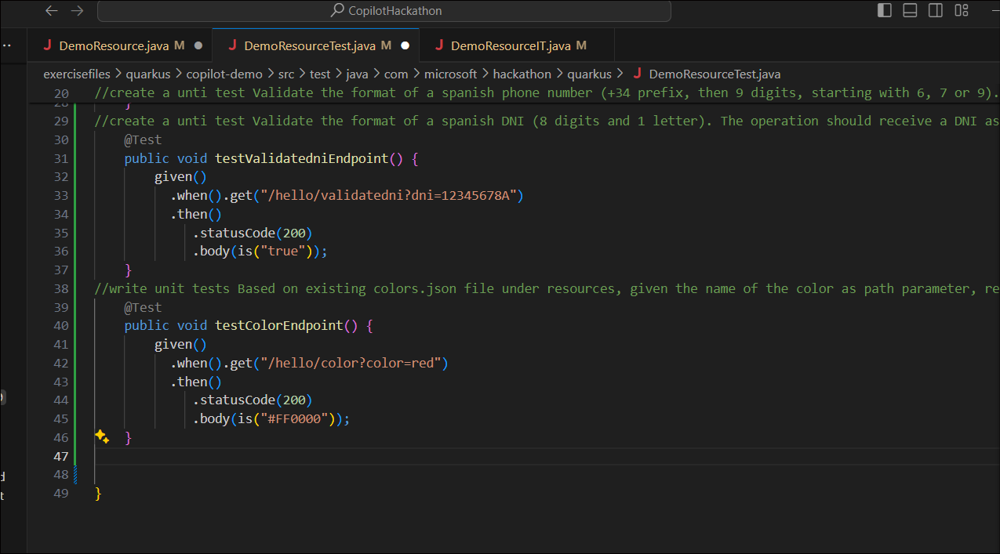 CopilotHackathon
DemoResource.java M DemoResourceTest.java M DemoResourceIT.java M
exercisefiles > quarkus > copilot-demo > src > test > java > com > microsoft > hackathon > quarkus > DemoResourceTest.java
20 //create a unti test Validate the format of a spanish phone number (+34 prefix, then 9 digits, starting with 6, 7 or 9).
28 }
29 //create a unti test Validate the format of a spanish DNI (8 digits and 1 letter). The operation should receive a DNI as
30 @Test
31 public void testValidatedniEndpoint() {
32 given()
33 .when().get("/hello/validatedni?dni=12345678A")
34 .then()
35 .statusCode(200)
36 .body(is("true"));
37 }
38 //write unit tests Based on existing colors.json file under resources, given the name of the color as path parameter, re
39 @Test
40 public void testColorEndpoint() {
41 given()
42 .when().get("/hello/color?color=red")
43 .then()
44 .statusCode(200)
45 .body(is("#FF0000"));
46 }
47
48
49 }
d
t